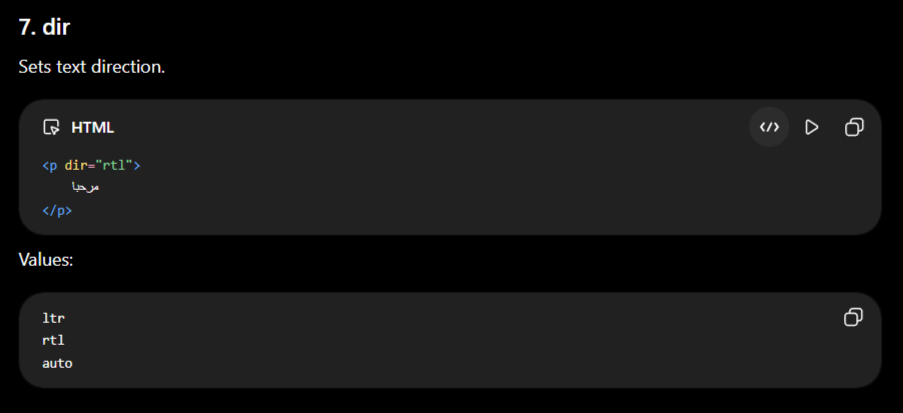 7. dir
Sets text direction.
HTML
<p dir="rtl">
مرحبا
</p>
Values:
ltr
rtl
auto